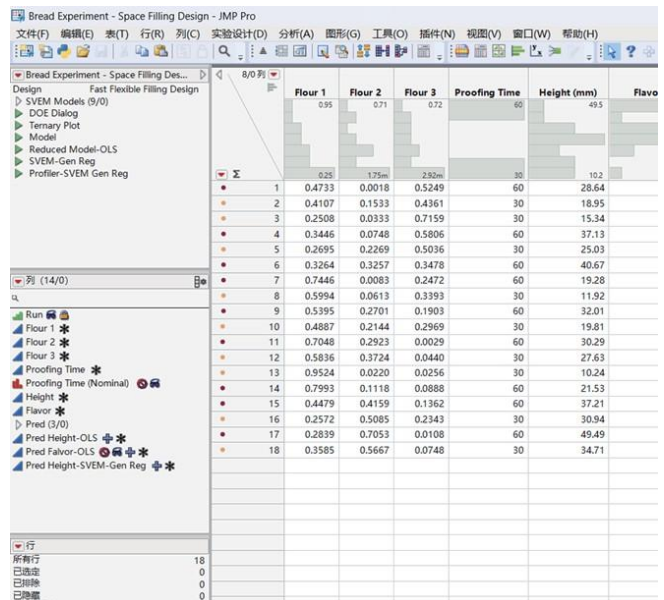 Bread Experiment - Space Filling Design - JMP Pro
文件(F) 编辑(E) 表(T) 行(R) 列(C) 实验设计(D) 分析(A) 图形(G) 工具(O) 插件(N) 视图(V) 窗口(W) 帮助(H)
Bread Experiment - Space Filling Des...
Design Fast Flexible Filling Design
SVEM Models (9/0)
DOE Dialog
Ternary Plot
Model
Reduced Model-OLS
SVEM-Gen Reg
Profiler-SVEM Gen Reg
列 (14/0)
Run
Flour 1
Flour 2
Flour 3
Proofing Time
Proofing Time (Nominal)
Height
Flavor
Pred (3/0)
Pred Height-OLS
Pred Falvor-OLS
Pred Height-SVEM-Gen Reg
行
所有行 18
已选定 0
已排除 0
已隐藏 0
8/0 列
Flour 1 Flour 2 Flour 3 Proofing Time Height (mm) Flavo
0.95 0.71 0.72 60 49.5
Σ 0.25 1.75m 2.92m 30 10.2
1 0.4733 0.0018 0.5249 60 28.64
2 0.4107 0.1533 0.4361 30 18.95
3 0.2508 0.0333 0.7159 30 15.34
4 0.3446 0.0748 0.5806 60 37.13
5 0.2695 0.2269 0.5036 30 25.03
6 0.3264 0.3257 0.3478 60 40.67
7 0.7446 0.0083 0.2472 60 19.28
8 0.5994 0.0613 0.3393 30 11.92
9 0.5395 0.2701 0.1903 60 32.01
10 0.4887 0.2144 0.2969 30 19.81
11 0.7048 0.2923 0.0029 60 30.29
12 0.5836 0.3724 0.0440 30 27.63
13 0.9524 0.0220 0.0256 30 10.24
14 0.7993 0.1118 0.0888 60 21.53
15 0.4479 0.4159 0.1362 60 37.21
16 0.2572 0.5085 0.2343 30 30.94
17 0.2839 0.7053 0.0108 60 49.49
18 0.3585 0.5667 0.0748 30 34.71